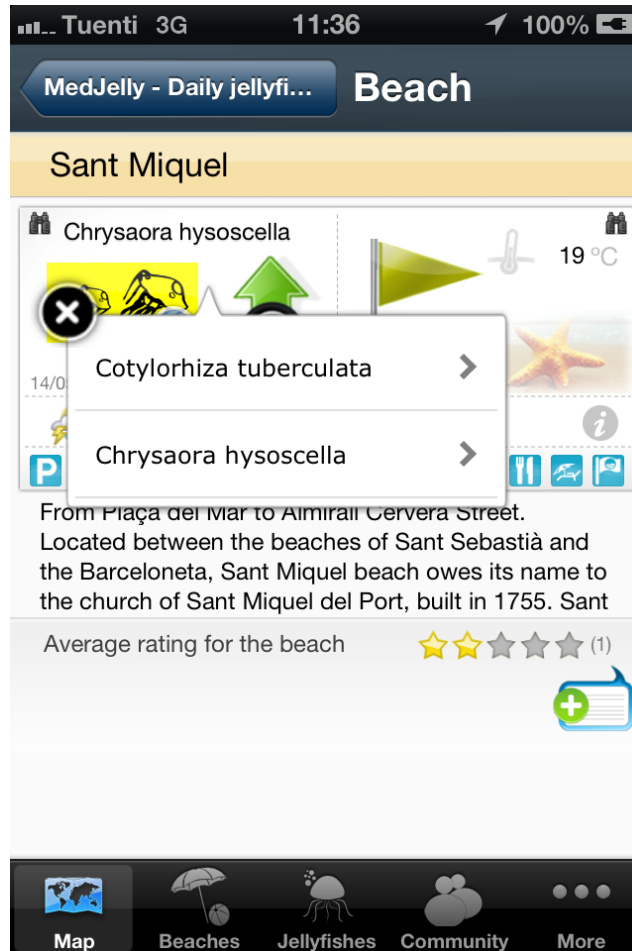 Tuenti 3G 11:36 100%
MedJelly - Daily jellyfi... Beach
Sant Miquel
Chrysaora hysoscella
19 °C
Cotylorhiza tuberculata
14/0
Chrysaora hysoscella
P
From Plaça del Mar to Almirall Cervera Street.
Located between the beaches of Sant Sebastià and
the Barceloneta, Sant Miquel beach owes its name to
the church of Sant Miquel del Port, built in 1755. Sant
Average rating for the beach (1)
Map Beaches Jellyfishes Community More